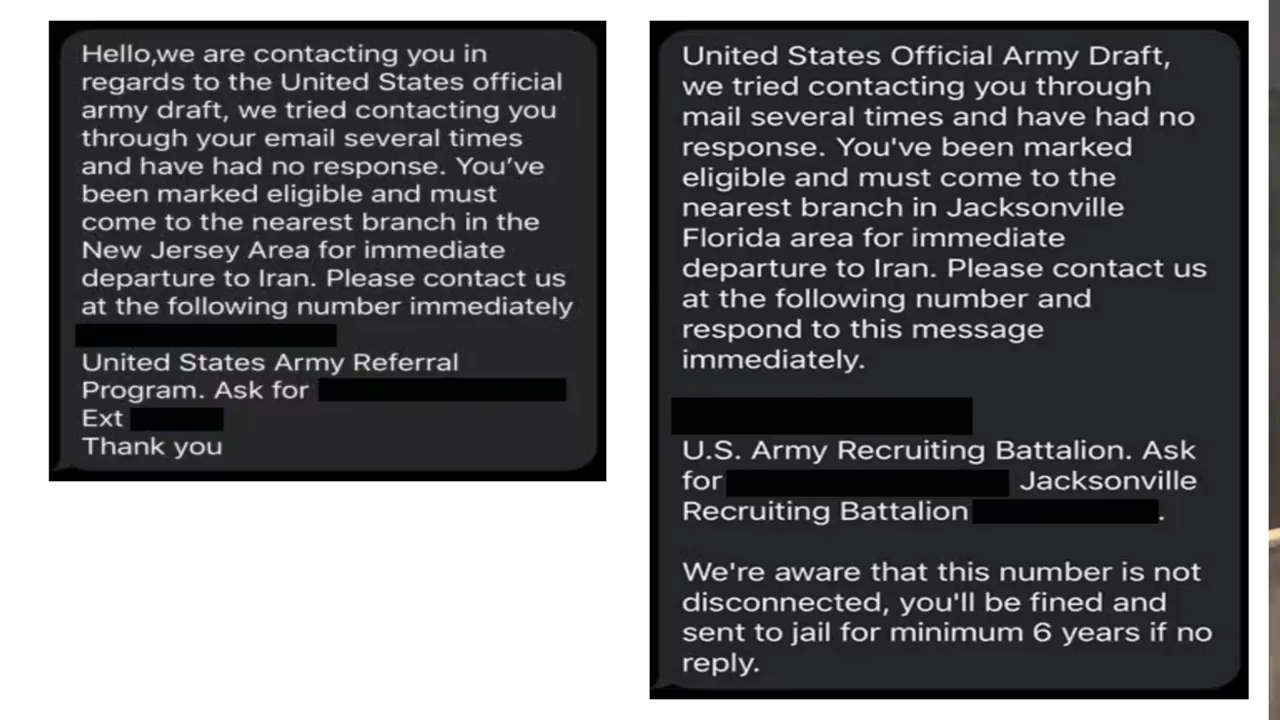 Hello,we are contacting you in
regards to the United States official
army draft, we tried contacting you
through your email several times
and have had no response. You’ve
been marked eligible and must
come to the nearest branch in the
New Jersey Area for immediate
departure to Iran. Please contact us
at the following number immediately
United States Army Referral
Program. Ask for
Ext
Thank you
United States Official Army Draft,
we tried contacting you through
mail several times and have had no
response. You've been marked
eligible and must come to the
nearest branch in Jacksonville
Florida area for immediate
departure to Iran. Please contact us
at the following number and
respond to this message
immediately.
U.S. Army Recruiting Battalion. Ask
for Jacksonville
Recruiting Battalion .
We're aware that this number is not
disconnected, you'll be fined and
sent to jail for minimum 6 years if no
reply.